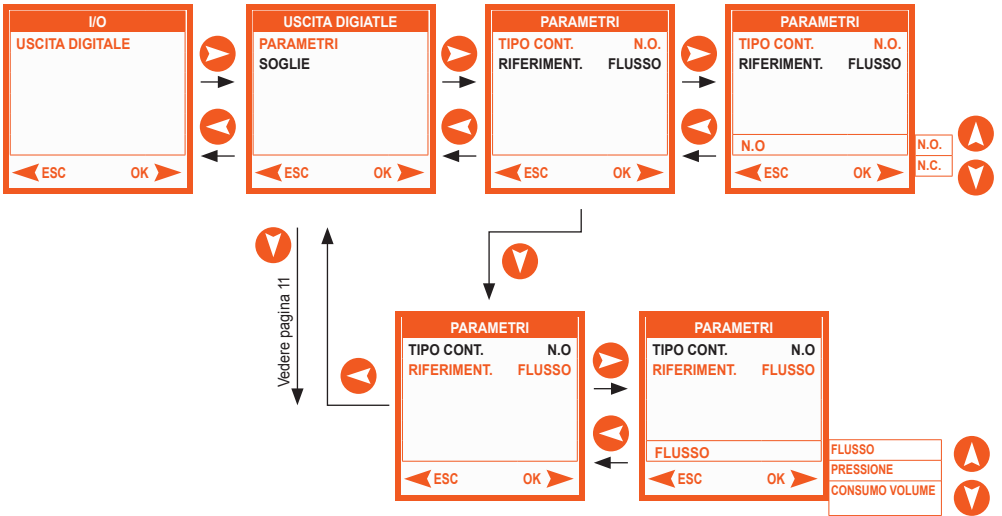 I/O
USCITA DIGITALE
ESC OK
USCITA DIGIATLE
PARAMETRI
SOGLIE
ESC OK
PARAMETRI
TIPO CONT. N.O.
RIFERIMENT. FLUSSO
ESC OK
PARAMETRI
TIPO CONT. N.O.
RIFERIMENT. FLUSSO
N.O
ESC OK
N.O.
N.C.
Vedere pagina 11
PARAMETRI
TIPO CONT. N.O
RIFERIMENT. FLUSSO
ESC OK
PARAMETRI
TIPO CONT. N.O
RIFERIMENT. FLUSSO
FLUSSO
ESC OK
FLUSSO
PRESSIONE
CONSUMO VOLUME